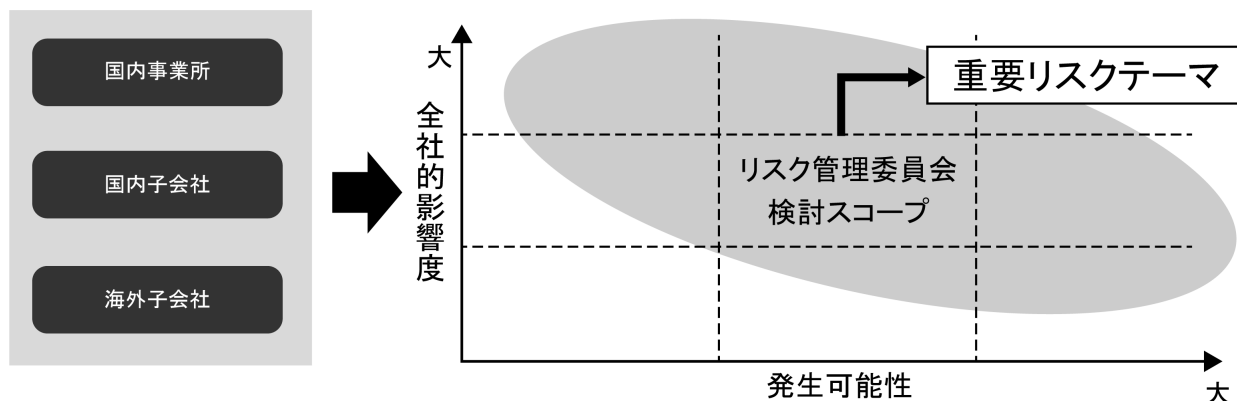 国内事業所
国内子会社
海外子会社
大
全社的影響度
重要リスクテーマ
リスク管理委員会
検討スコープ
発生可能性
大